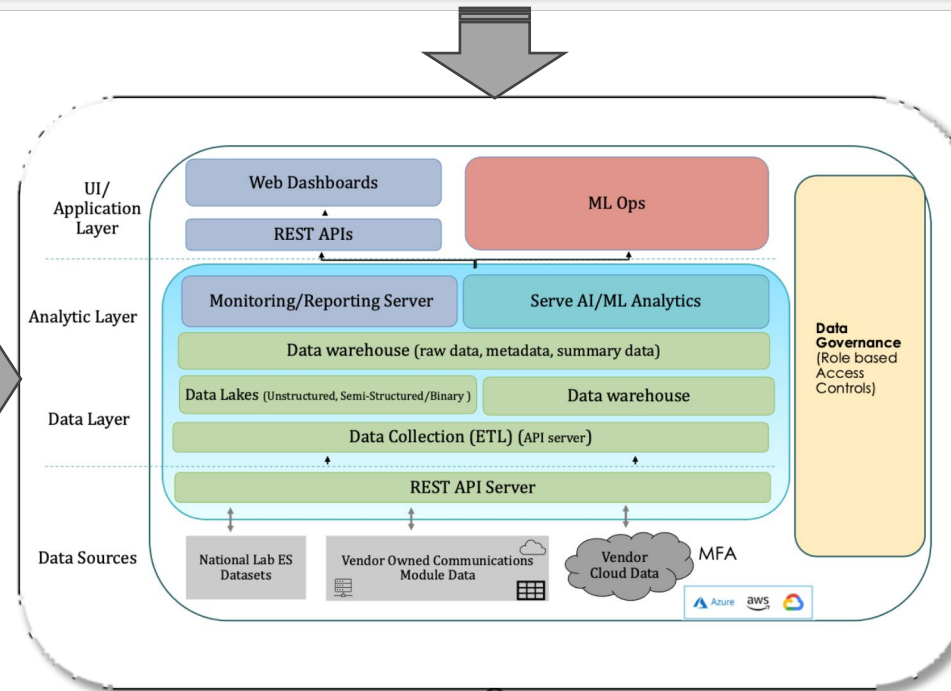 UI/
Application
Layer
Web Dashboards
REST APIs
ML Ops
Analytic Layer
Monitoring/Reporting Server
Serve AI/ML Analytics
Data warehouse (raw data, metadata, summary data)
Data Layer
Data Lakes (Unstructured, Semi-Structured/Binary )
Data warehouse
Data Collection (ETL) (API server)
REST API Server
Data Sources
National Lab ES
Datasets
Vendor Owned Communications
Module Data
Vendor
Cloud Data
MFA
Azure
aws
Data
Governance
(Role based
Access
Controls)